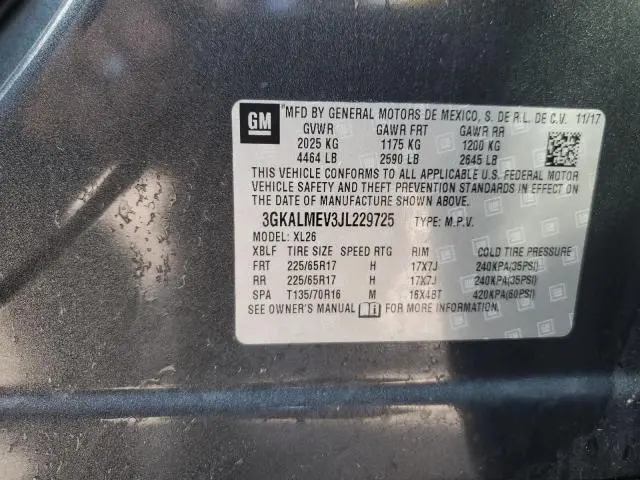 GM
MFD BY GENERAL MOTORS DE MEXICO, S. DE R.L. DE C.V. 11/17
GVWR GAWR FRT GAWR RR
2025 KG 1175 KG 1200 KG
4464 LB 2590 LB 2645 LB
THIS VEHICLE CONFORMS TO ALL APPLICABLE U.S. FEDERAL MOTOR
VEHICLE SAFETY AND THEFT PREVENTION STANDARDS IN EFFECT ON
THE DATE OF MANUFACTURE SHOWN ABOVE.
3GKALMEV3JL229725 TYPE: M.P.V.
MODEL: XL26
XBLF TIRE SIZE SPEED RTG RIM COLD TIRE PRESSURE
FRT 225/65R17 H 17X7J 240KPA(35PSI)
RR 225/65R17 H 17X7J 240KPA(35PSI)
SPA T135/70R16 M 16X4BT 420KPA(60PSI)
SEE OWNER'S MANUAL FOR MORE INFORMATION.